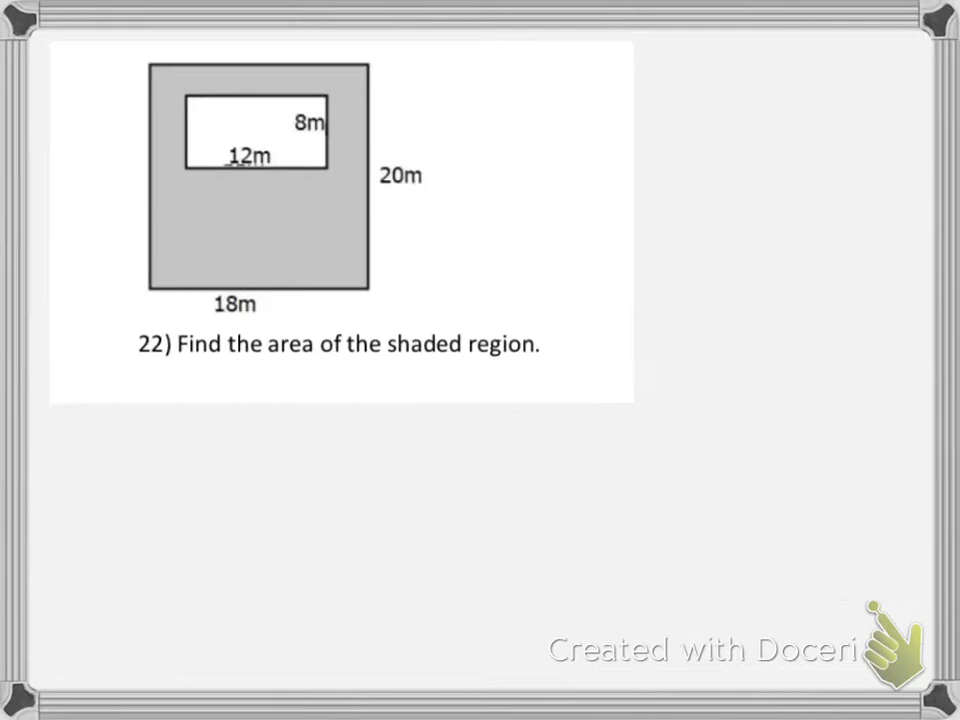 8m
12m
20m
18m
22) Find the area of the shaded region.
Created with Doceri